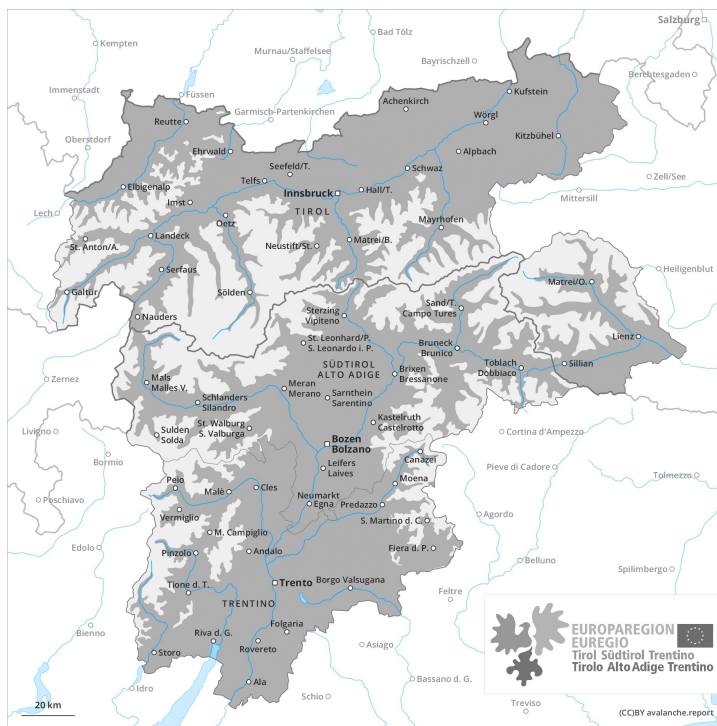 Salzburg
Kempten
Bad Tölz
Murnau/Staffelsee
Bayrischzell
Berchtesgaden
Immenstadt
Füssen
Garmisch-Partenkirchen
Achenkirch
Kufstein
Reutte
Wörgl
Oberstdorf
Ehrwald
Kitzbühel
Alpbach
Seefeld/T.
Schwaz
Telfs
Zell/See
Elbigenalp
Innsbruck
Hall/T.
Mittersill
Imst
TIROL
Lech
Oetz
Mayrhofen
Landeck
St. Anton/A.
Neustift/St.
Matrei/B.
Serfaus
Heiligenblut
Matrei/O.
Galtür
Sölden
Sand/T.
Campo Tures
Nauders
Sterzing
Vipiteno
Lienz
St. Leonhard/P.
S. Leonardo i. P.
Bruneck
Brunico
Toblach
Dobbiaco
Sillian
SÜDTIROL
ALTO ADIGE
Brixen
Bressanone
Zernez
Mals
Malles V.
Meran
Merano
Sarnthein
Sarentino
Schlanders
Silandro
St. Walburg
S. Valburga
Kastelruth
Castelrotto
Livigno
Sulden
Solda
Cortina d'Ampezzo
Bozen
Bolzano
Bormio
Canazei
Leifers
Laives
Pieve di Cadore
Tolmezzo
Peio
Malè
Cles
Moena
Poschiavo
Neumarkt
Egna
Predazzo
Vermiglio
Agordo
S. Martino d. C.
M. Campiglio
Edolo
Pinzolo
Andalo
Fiera d. P.
Belluno
Spilimbergo
Tione d. T.
Trento
Borgo Valsugana
Feltre
TRENTINO
Folgaria
Bienno
Riva d. G.
Rovereto
Asiago
Storo
EUROPAREGION
EUREGIO
Tirol Südtirol Trentino
Tirolo Alto Adige Trentino
Idro
Ala
Schio
Bassano d. G.
Treviso
20 km
(CC)BY avalanche.report